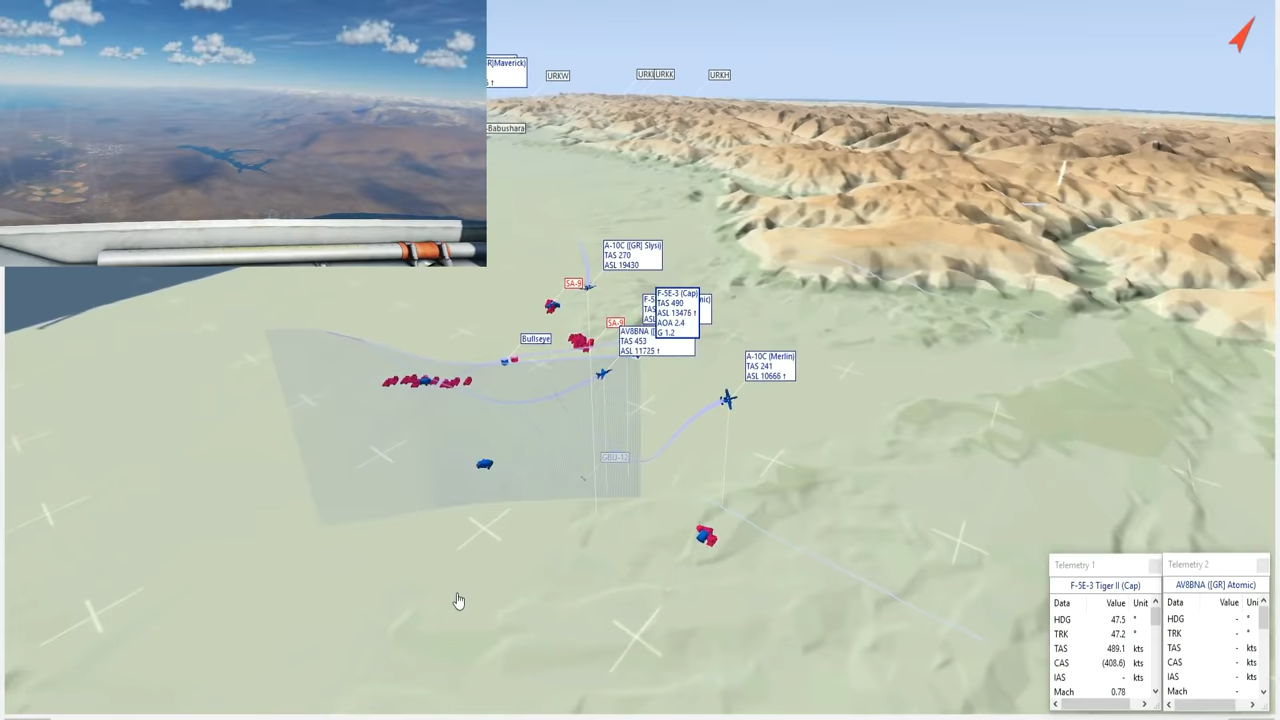 R]Maverick)
URKW
URKK
URKH
-Babushara
A-10C ([GR] Slysi)
TAS 270
ASL 19430
SA-9
F-5E-3 (Cap)
TAS 490
ASL 13476 ↑
AOA 2.4
G 1.2
SA-9
AV8BNA (
TAS 453
ASL 11725 ↑
Bullseye
A-10C (Merlin)
TAS 241
ASL 10666 ↑
GBU-12
Telemetry 1
F-5E-3 Tiger II (Cap)
Data Value Unit
HDG 47.5 °
TRK 47.2 °
TAS 489.1 kts
CAS (408.6) kts
IAS - kts
Mach 0.78
Telemetry 2
AV8BNA ([GR] Atomic)
Data Value Uni
HDG - °
TRK - °
TAS - kts
CAS - kts
IAS - kts
Mach -